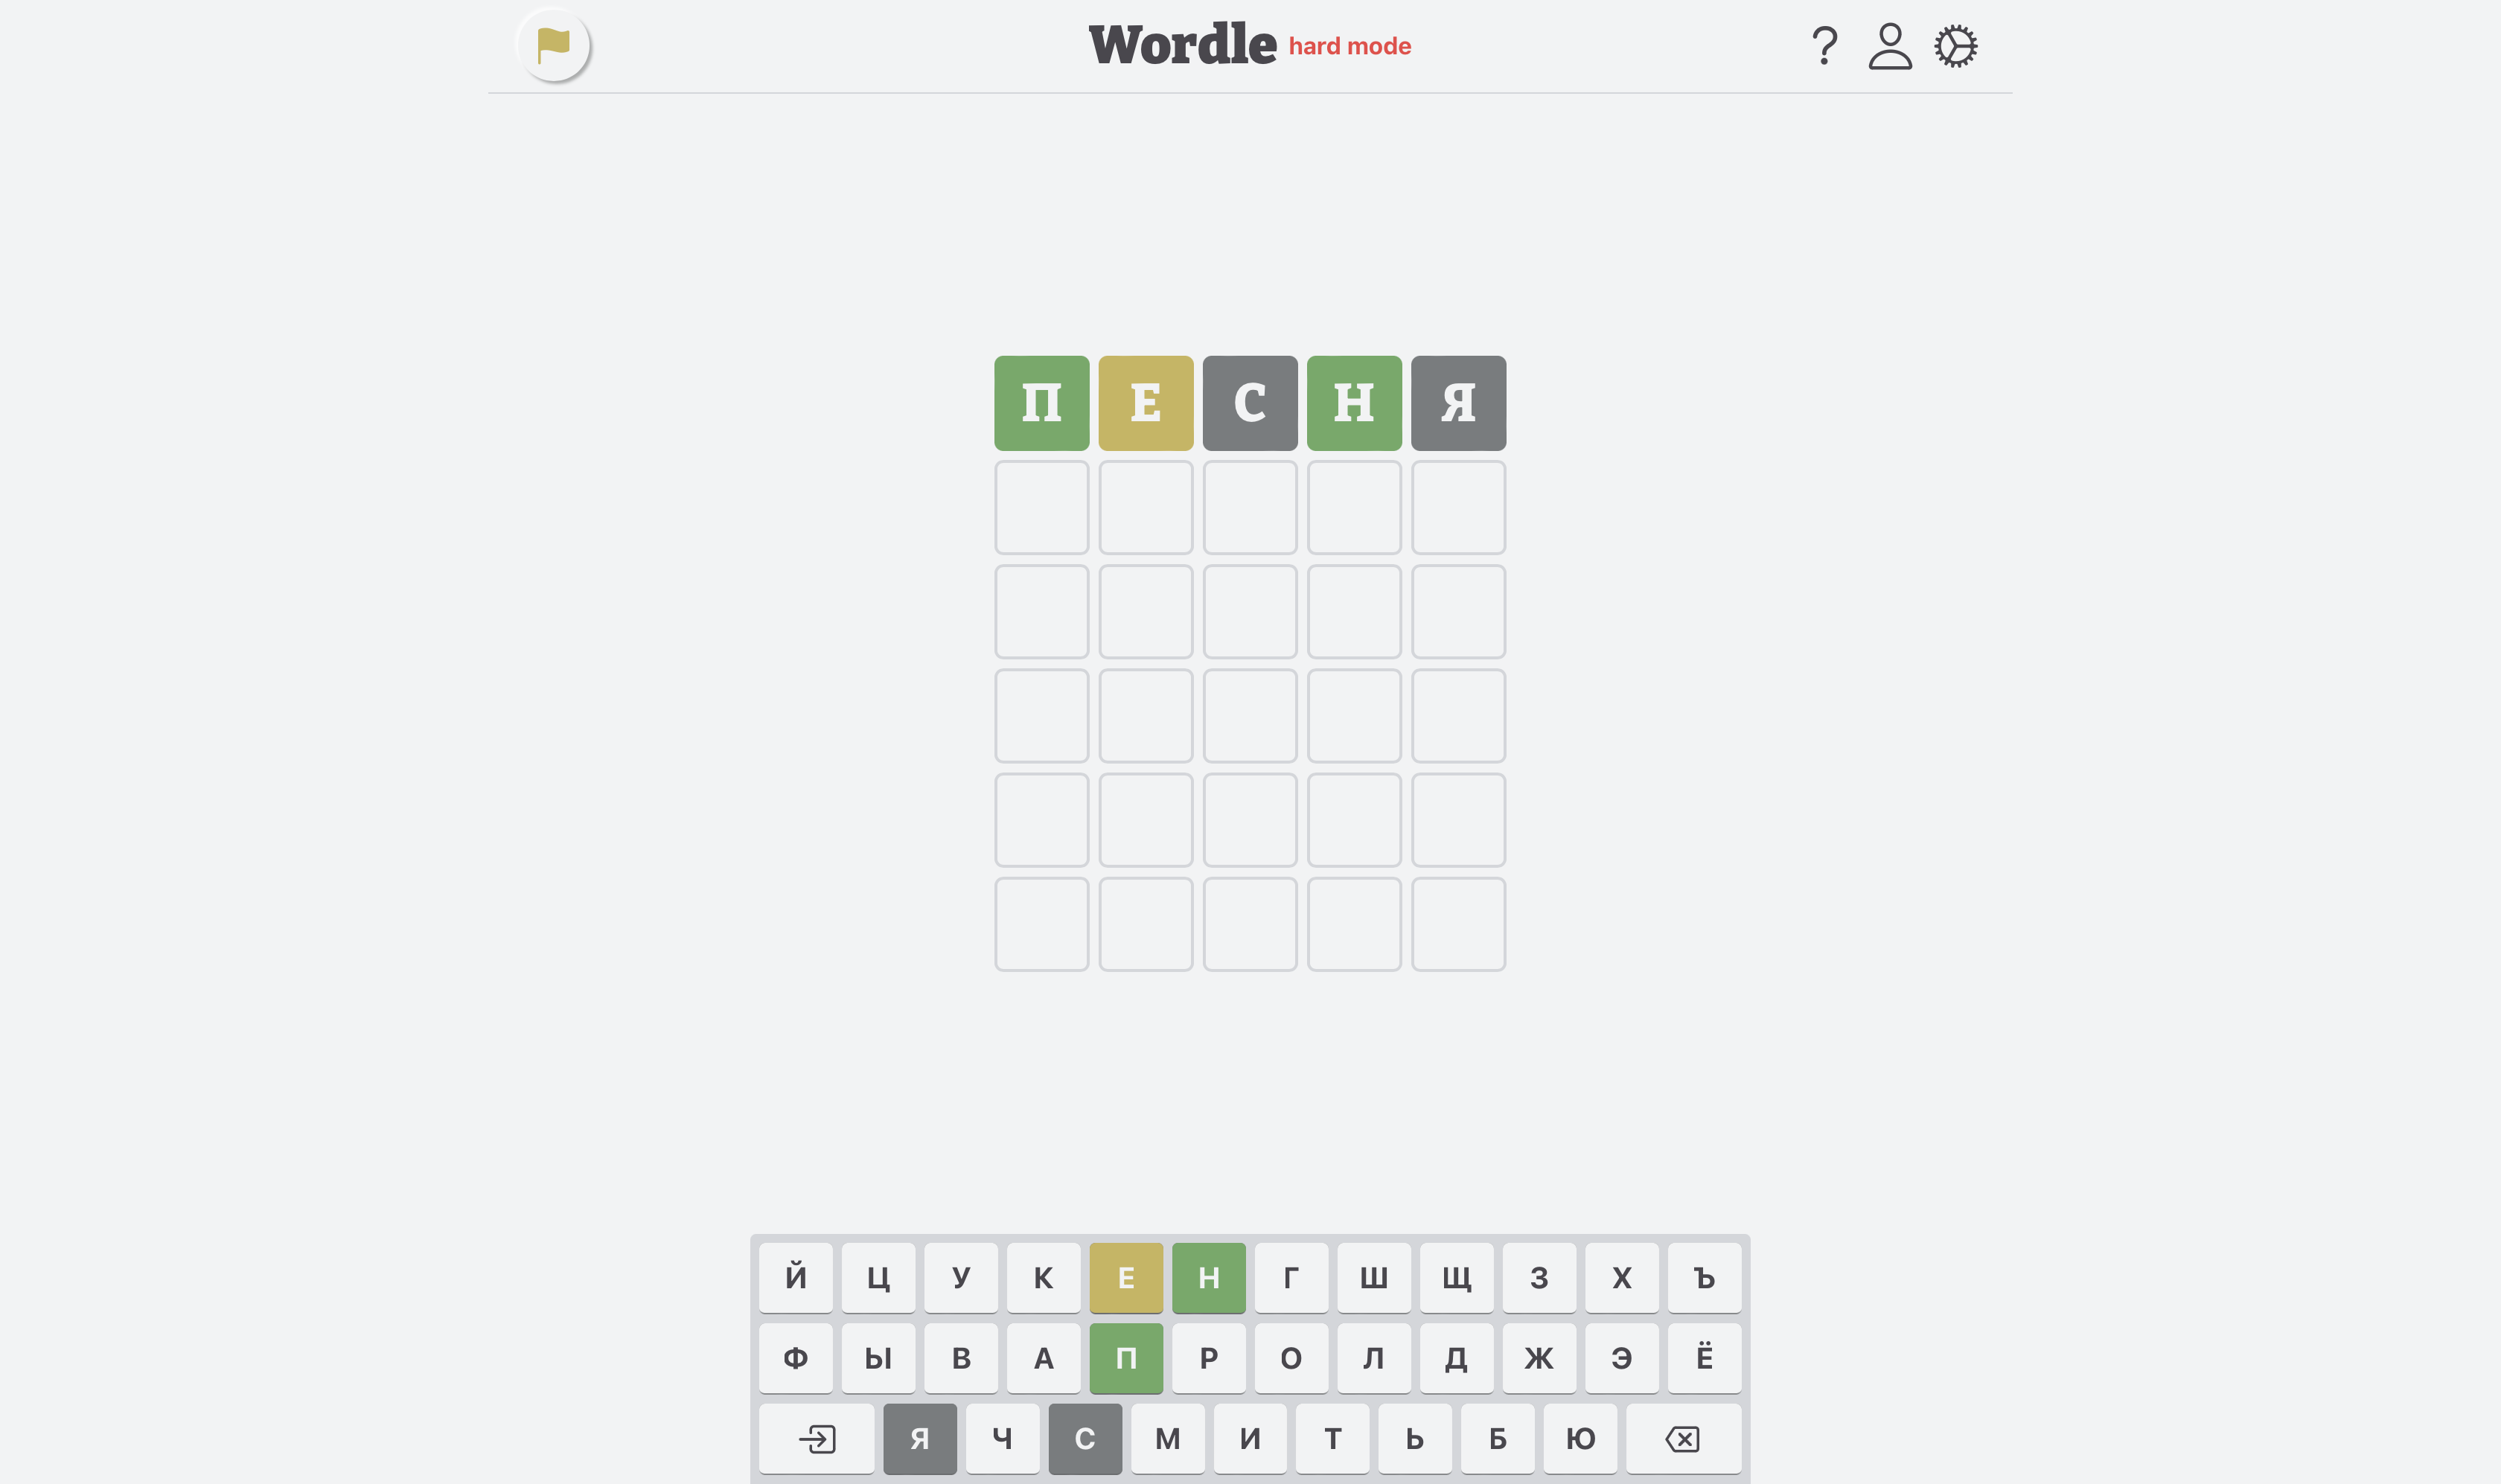 Wordle hard mode
П Е С Н Я
Й Ц У К Е Н Г Ш Щ З Х Ъ
Ф Ы В А П Р О Л Д Ж Э Ё
Я Ч С М И Т Ь Б Ю